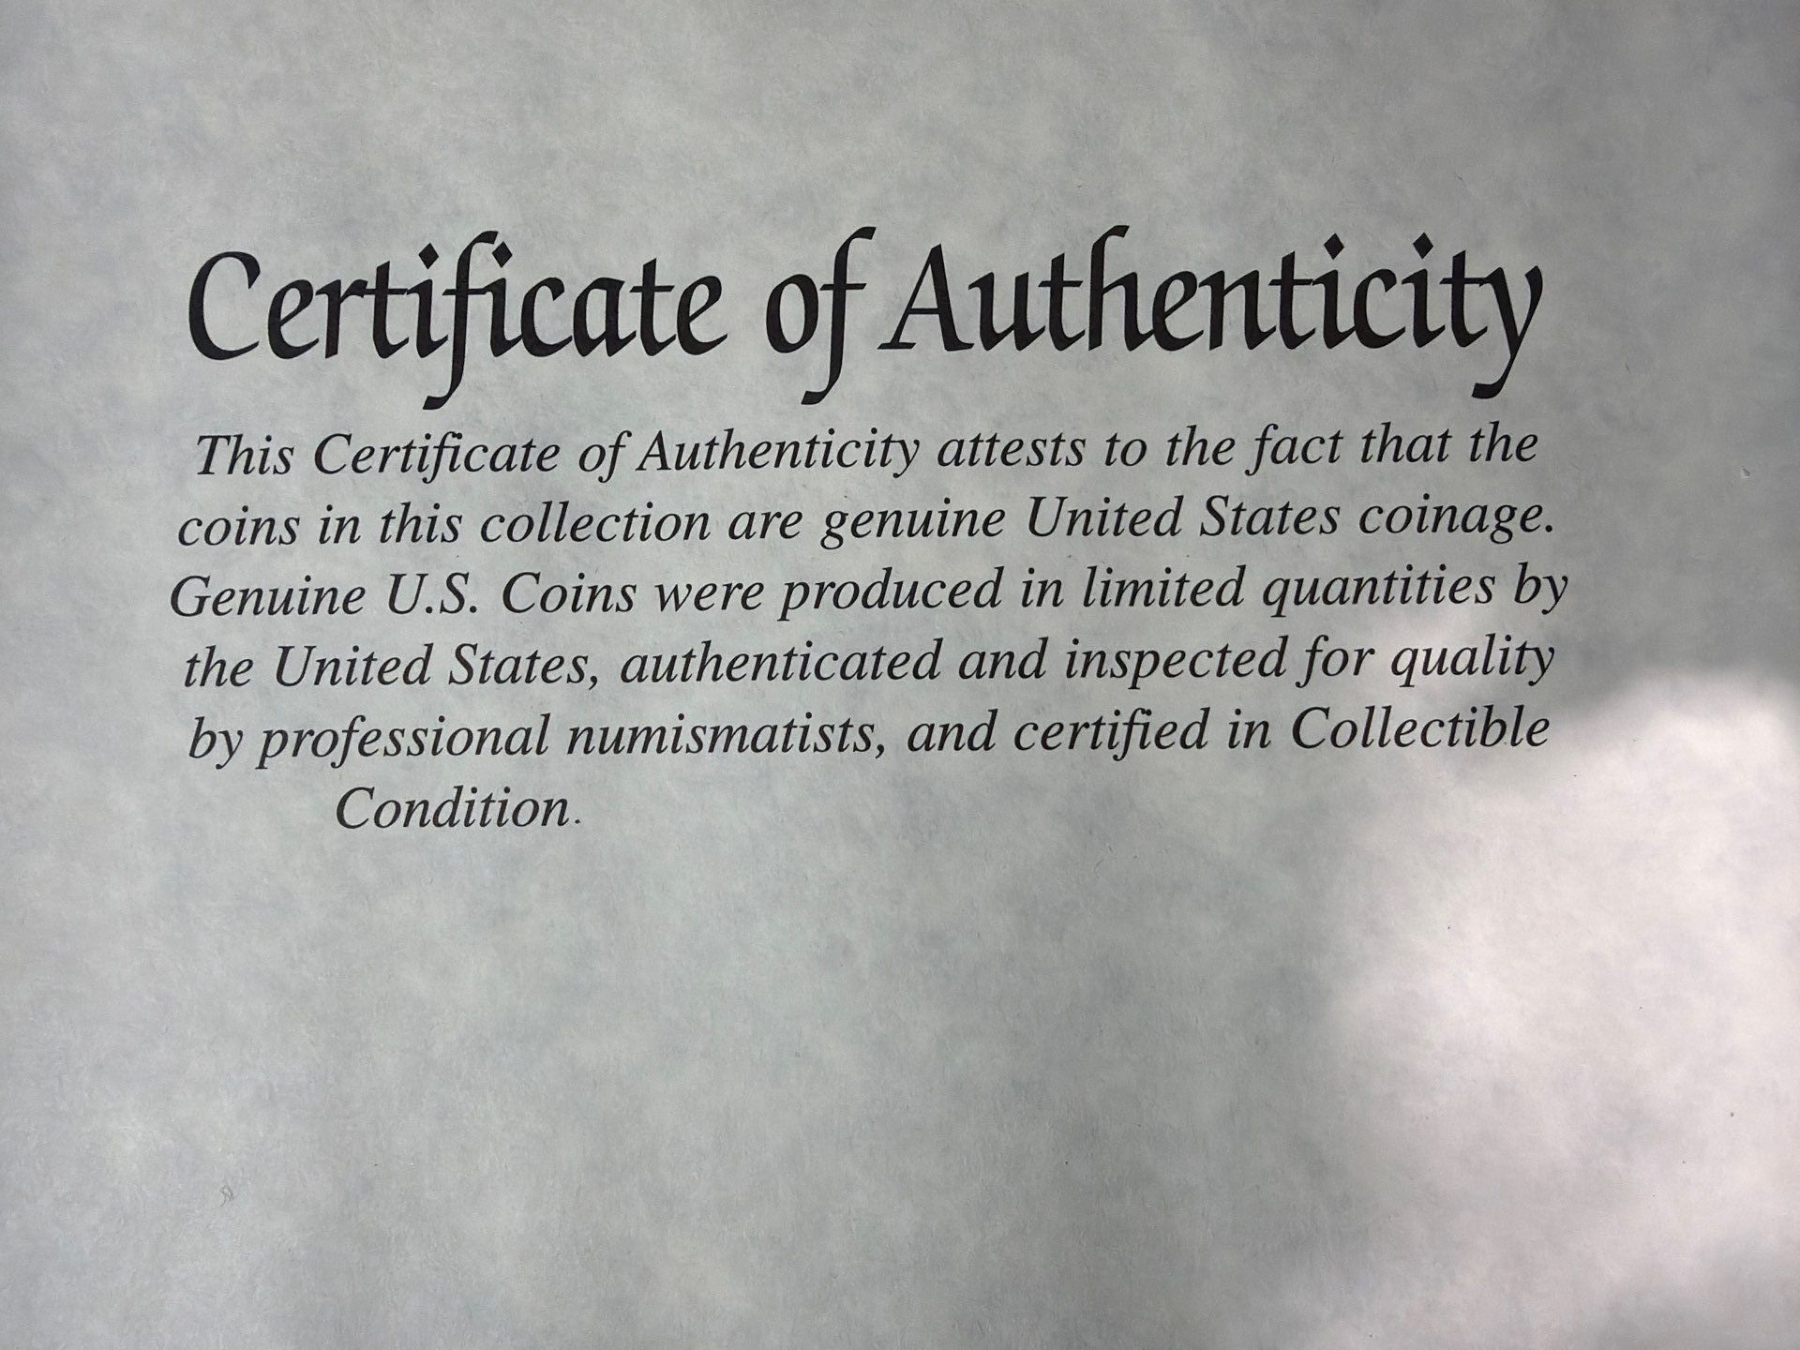 Certificate of Authenticity
This Certificate of Authenticity attests to the fact that the
coins in this collection are genuine United States coinage.
Genuine U.S. Coins were produced in limited quantities by
the United States, authenticated and inspected for quality
by professional numismatists, and certified in Collectible
Condition.